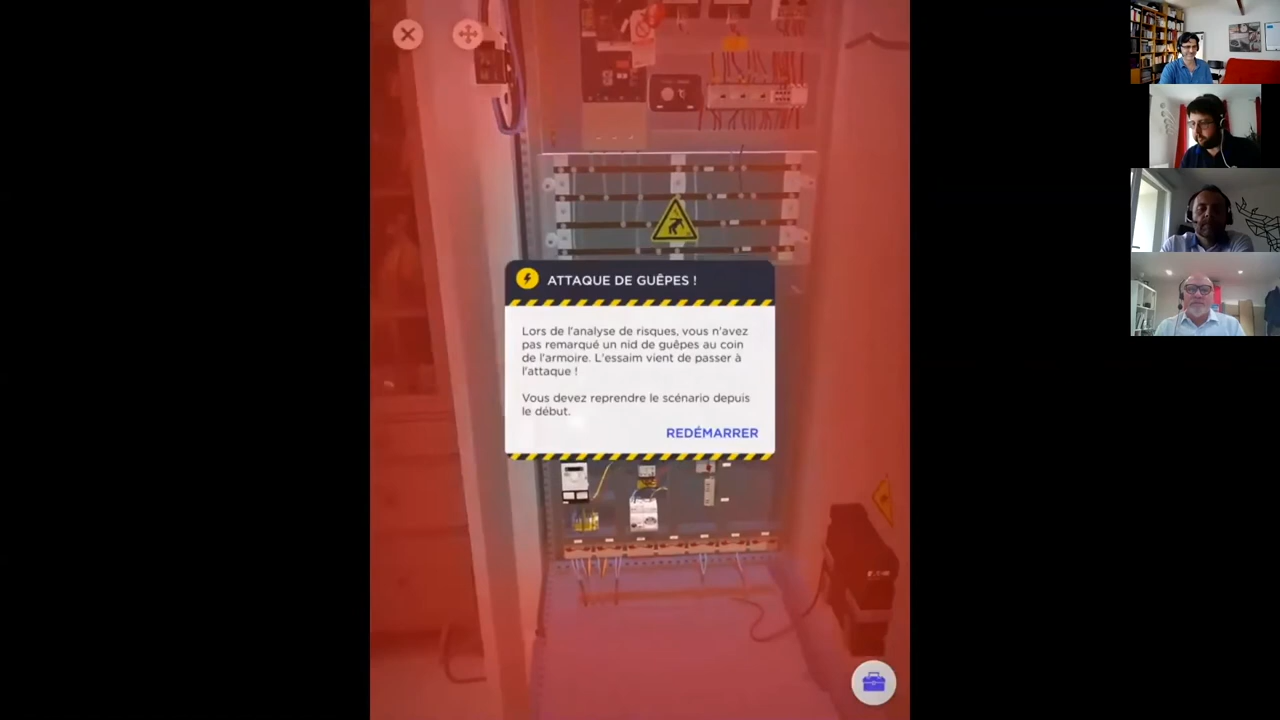 ATTAQUE DE GUÊPES !
Lors de l'analyse de risques, vous n'avez
pas remarqué un nid de guêpes au coin
de l'armoire. L'essaim vient de passer à
l'attaque !
Vous devez reprendre le scénario depuis
le début.
REDÉMARRER